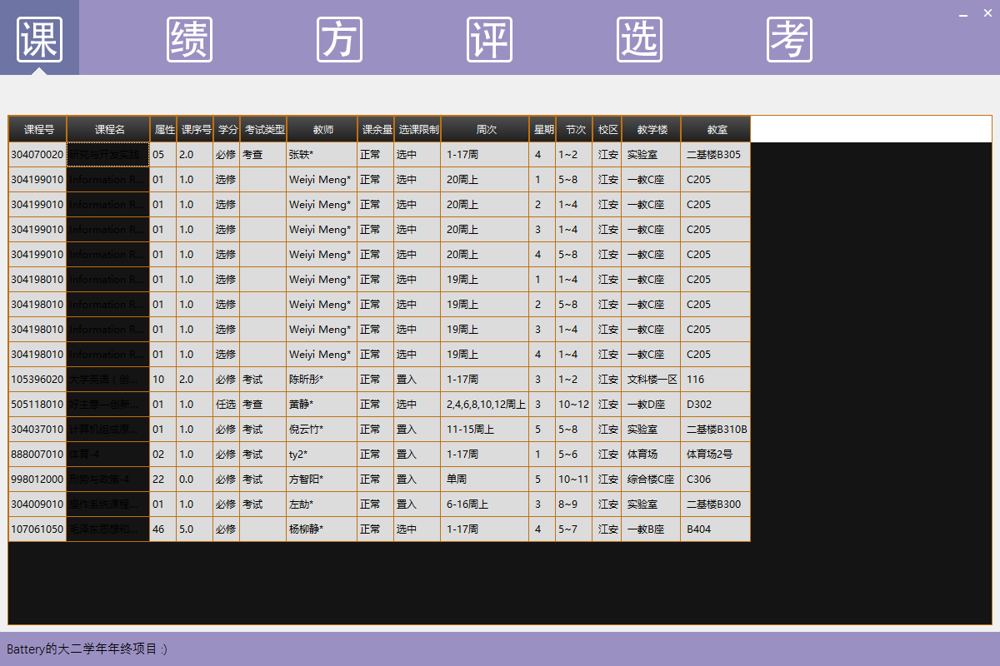 课 绩 方 评 选 考
课程号 课程名 属性 课序号 学分 考试类型 教师 课余量 选课限制 周次 星期 节次 校区 教学楼 教室
304070020 研究与开发实践 05 2.0 必修 考查 张轶* 正常 选中 1-17周 4 1~2 江安 实验室 二基楼B305
304199010 Information R... 01 1.0 选修 Weiyi Meng* 正常 选中 20周上 1 5~8 江安 一教C座 C205
304199010 Information R... 01 1.0 选修 Weiyi Meng* 正常 选中 20周上 2 1~4 江安 一教C座 C205
304199010 Information R... 01 1.0 选修 Weiyi Meng* 正常 选中 20周上 3 1~4 江安 一教C座 C205
304199010 Information R... 01 1.0 选修 Weiyi Meng* 正常 选中 20周上 4 5~8 江安 一教C座 C205
304198010 Information R... 01 1.0 选修 Weiyi Meng* 正常 选中 19周上 1 1~4 江安 一教C座 C205
304198010 Information R... 01 1.0 选修 Weiyi Meng* 正常 选中 19周上 2 5~8 江安 一教C座 C205
304198010 Information R... 01 1.0 选修 Weiyi Meng* 正常 选中 19周上 3 1~4 江安 一教C座 C205
304198010 Information R... 01 1.0 选修 Weiyi Meng* 正常 选中 19周上 4 1~4 江安 一教C座 C205
105396020 大学英语（创... 10 2.0 必修 考试 陈昕彤* 正常 置入 1-17周 3 1~2 江安 文科楼一区 116
505118010 好主意—创新... 01 1.0 任选 考查 黄静* 正常 选中 2,4,6,8,10,12周上 3 10~12 江安 一教D座 D302
304037010 计算机组成原... 01 1.0 必修 考试 倪云竹* 正常 置入 11-15周上 5 5~8 江安 实验室 二基楼B310B
888007010 体育-4 02 1.0 必修 考试 ty2* 正常 置入 1-17周 1 5~6 江安 体育场 体育场2号
998012000 形势与政策-4 22 0.0 必修 考试 方智阳* 正常 置入 单周 5 10~11 江安 综合楼C座 C306
304009010 操作系统课程... 01 1.0 必修 考试 左劼* 正常 置入 6-16周上 3 8~9 江安 实验室 二基楼B300
107061050 毛泽东思想和... 46 5.0 必修 杨柳静* 正常 选中 1-17周 4 5~7 江安 一教B座 B404
Battery的大二学年年终项目 :)